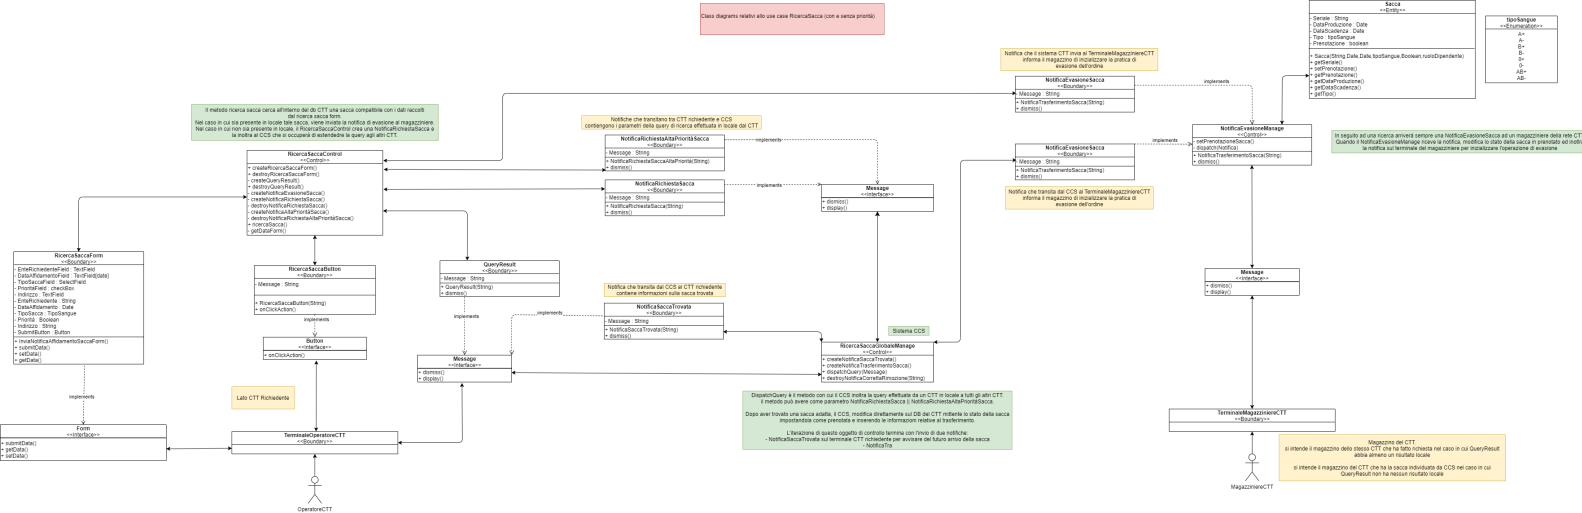 Class diagrams relativi allo use case RicercaSacca (con e senza priorità)
Sacca
<<Entity>>
- Seriale : String
- DataProduzione : Date
- DataScadenza : Date
- Tipo : tipoSangue
- Prenotazione : boolean
+ Sacca(String,Date,Date,tipoSangue,Boolean,ruoloDipendente)
+ getSeriale()
+ setPrenotazione()
+ getPrenotazione()
+ getDataProduzione()
+ getDataScadenza()
+ getTipo()
tipoSangue
<<Enumeration>>
A+
A-
B+
B-
0+
0-
AB+
AB-
Notifica che il sistema CTT invia al TerminaleMagazziniereCTT
informa il magazzino di inizializzare la pratica di
evasione dell'ordine
NotificaEvasioneSacca
<<Boundary>>
- Message : String
+ NotificaTrasferimentoSacca(String)
+ dismiss()
implements
Il metodo ricerca sacca cerca all'interno del db CTT una sacca compatibile con i dati raccolti
dal ricerca sacca form.
Nel caso in cui sia presente in locale tale sacca, viene inviata la notifica di evasione al magazziniere.
Nel caso in cui non sia presente in locale, il RicercaSaccaControl crea una NotificaRichiestaSacca e
la inoltra al CCS che si occuperà di estendedre la query agli altri CTT.
Notifiche che transitano tra CTT richiedente e CCS
contengono i parametri della query di ricerca effettuata in locale dal CTT
NotificaRichiestaAltaPrioritàSacca
<<Boundary>>
- Message : String
+ NotificaRichiestaSaccaAltaPriorità(String)
+ dismiss()
implements
NotificaEvasioneManage
<<Control>>
- setPrenotazioneSacca()
- dispatch(Notifica)
+ NotificaTrasferimentoSacca(String)
+ dismiss()
In seguito ad una ricerca arriverà sempre una NotificaEvasioneSacca ad un magazziniere della rete CTT
Quando il NotificaEvasioneManage riceve la notifica, modifica lo stato della sacca in prenotato ed inoltra
la notifica sul terminale del magazziniere per inizializzare l'operazione di evasione
NotificaEvasioneSacca
<<Boundary>>
- Message : String
+ NotificaTrasferimentoSacca(String)
+ dismiss()
implements
RicercaSaccaControl
<<Control>>
+ createRicercaSaccaForm()
+ destroyRicercaSaccaForm()
- createQueryResult()
+ destroyQueryResult()
- createNotificaEvasioneSacca()
- createNotificaRichiestaSacca()
- destroyNotificaRichiestaSacca()
- createNotificaAltaPrioritàSacca()
- destroyNotificaRichiestaAltaPrioritàSacca()
+ ricercaSacca()
- getDataForm()
NotificaRichiestaSacca
<<Boundary>>
- Message : String
+ NotificaRichiestaSacca(String)
+ dismiss()
implements
Message
<<Interface>>
+ dismiss()
+ display()
Notifica che transita dal CCS al TerminaleMagazziniereCTT
informa il magazzino di inizializzare la pratica di
evasione dell'ordine
RicercaSaccaForm
<<Boundary>>
- EnteRichiedenteField : TextField
- DataAffidamentoField : TextField[date]
- TipoSaccaField : SelectField
- PrioritàField : checkBox
- Indirizzo : TextField
- EnteRichiedente : String
- DataAffidamento : Date
- TipoSacca : TipoSangue
- Priorità : Boolean
- Indirizzo : String
- SubmitButton : Button
+ inviaNotificaAffidamentoSaccaForm()
+ submitData()
+ setData()
+ getData()
implements
RicercaSaccaButton
<<Boundary>>
- Message : String
+ RicercaSaccaButton(String)
+ onClickAction()
implements
Button
<<Interface>>
+ onClickAction()
QueryResult
<<Boundary>>
- Message : String
+ QueryResult(String)
+ dismiss()
implements
Notifica che transita dal CCS al CTT richiedente
contiene informazioni sulla sacca trovata
NotificaSaccaTrovata
<<Boundary>>
- Message : String
+ NotificaSaccaTrovata(String)
+ dismiss()
implements
Message
<<Interface>>
+ dismiss()
+ display()
Sistema CCS
RicercaSaccaGlobaleManage
<<Control>>
+ createNotificaSaccaTrovata()
+ createNotificaTrasferimentoSacca()
+ dispatchQuery(Message)
+ destroyNotificaCorrettaRimozione(String)
Message
<<Interface>>
+ dismiss()
+ display()
Lato CTT Richiedente
DispatchQuery è il metodo con cui il CCS inoltra la query effettuata da un CTT in locale a tutti gli altri CTT.
Il metodo può avere come parametro NotificaRichiestaSacca || NotificaRichiestaAltaPrioritàSacca.
Dopo aver trovato una sacca adatta, il CCS, modifica direttamente sul DB del CTT mittente lo stato della sacca
impostandola come prenotata e inserendo le informazioni relative al trasferimento.
L'iterazione di questo oggetto di controllo termina con l'invio di due notifiche:
- NotificaSaccaTrovata sul terminale CTT richiedente per avvisare del futuro arrivo della sacca
- NotificaTra
Form
<<Interface>>
+ submitData()
+ getData()
+ setData()
TerminaleOperatoreCTT
<<Boundary>>
OperatoreCTT
TerminaleMagazziniereCTT
<<Boundary>>
MagazziniereCTT
Magazzino del CTT
si intende il magazzino dello stesso CTT che ha fatto richiesta nel caso in cui QueryResult
abbia almeno un risultato locale
si intende il magazzino del CTT che ha la sacca individuata da CCS nel caso in cui
QueryResult non ha nessun risultato locale